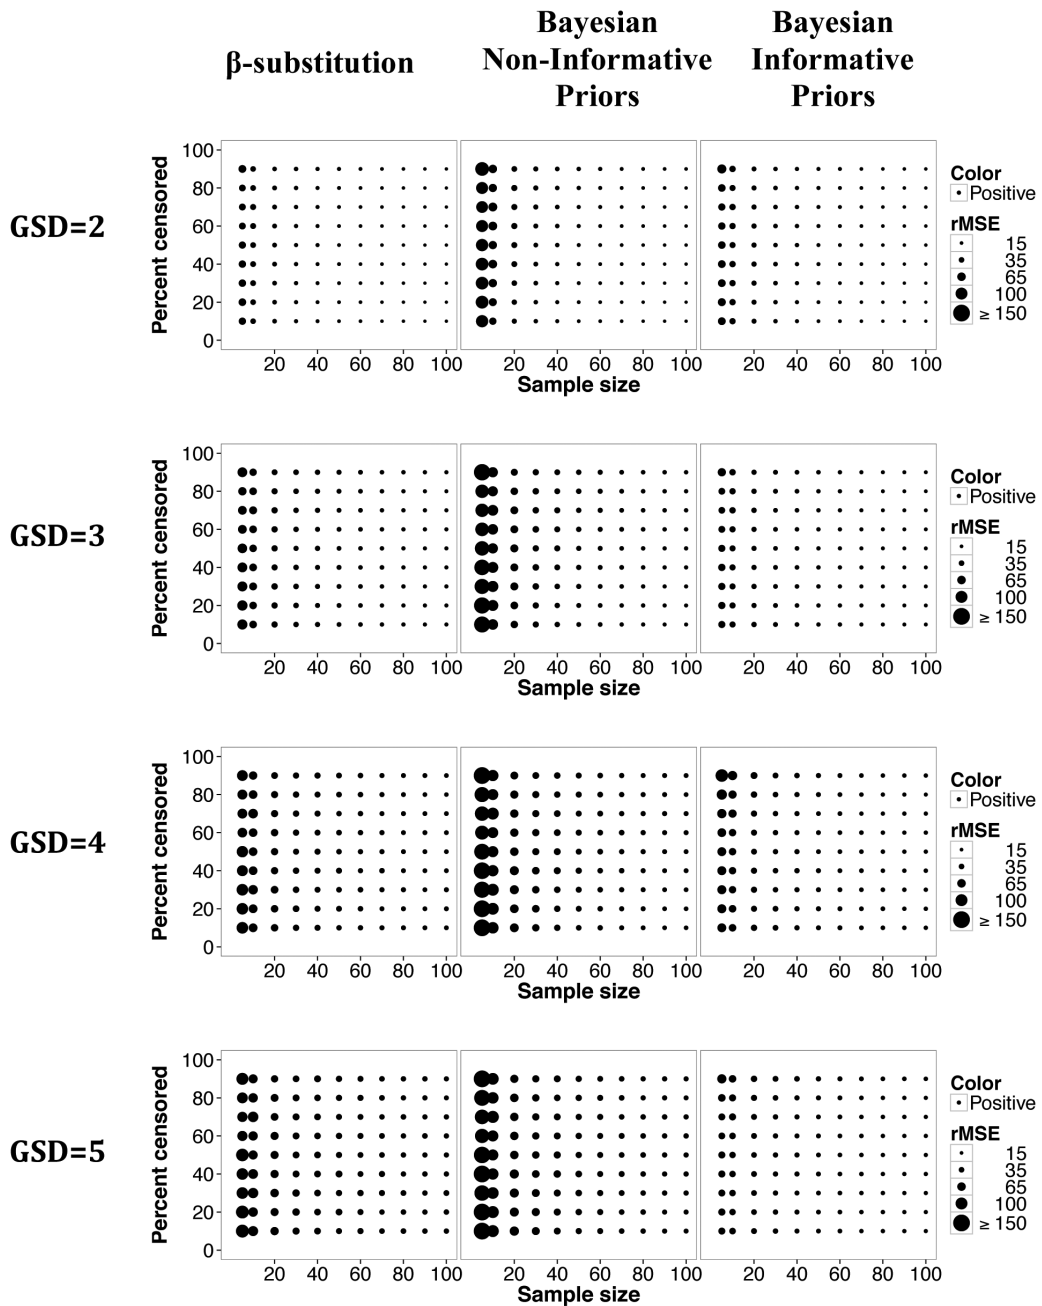 β-substitution
Bayesian
Non-Informative
Priors
Bayesian
Informative
Priors
GSD=2
Percent censored
100
80
60
40
20
0
20 40 60 80 100 20 40 60 80 100 20 40 60 80 100
Sample size
Color
Positive
rMSE
15
35
65
100
≥ 150
GSD=3
Percent censored
100
80
60
40
20
0
20 40 60 80 100 20 40 60 80 100 20 40 60 80 100
Sample size
Color
Positive
rMSE
15
35
65
100
≥ 150
GSD=4
Percent censored
100
80
60
40
20
0
20 40 60 80 100 20 40 60 80 100 20 40 60 80 100
Sample size
Color
Positive
rMSE
15
35
65
100
≥ 150
GSD=5
Percent censored
100
80
60
40
20
0
20 40 60 80 100 20 40 60 80 100 20 40 60 80 100
Sample size
Color
Positive
rMSE
15
35
65
100
≥ 150